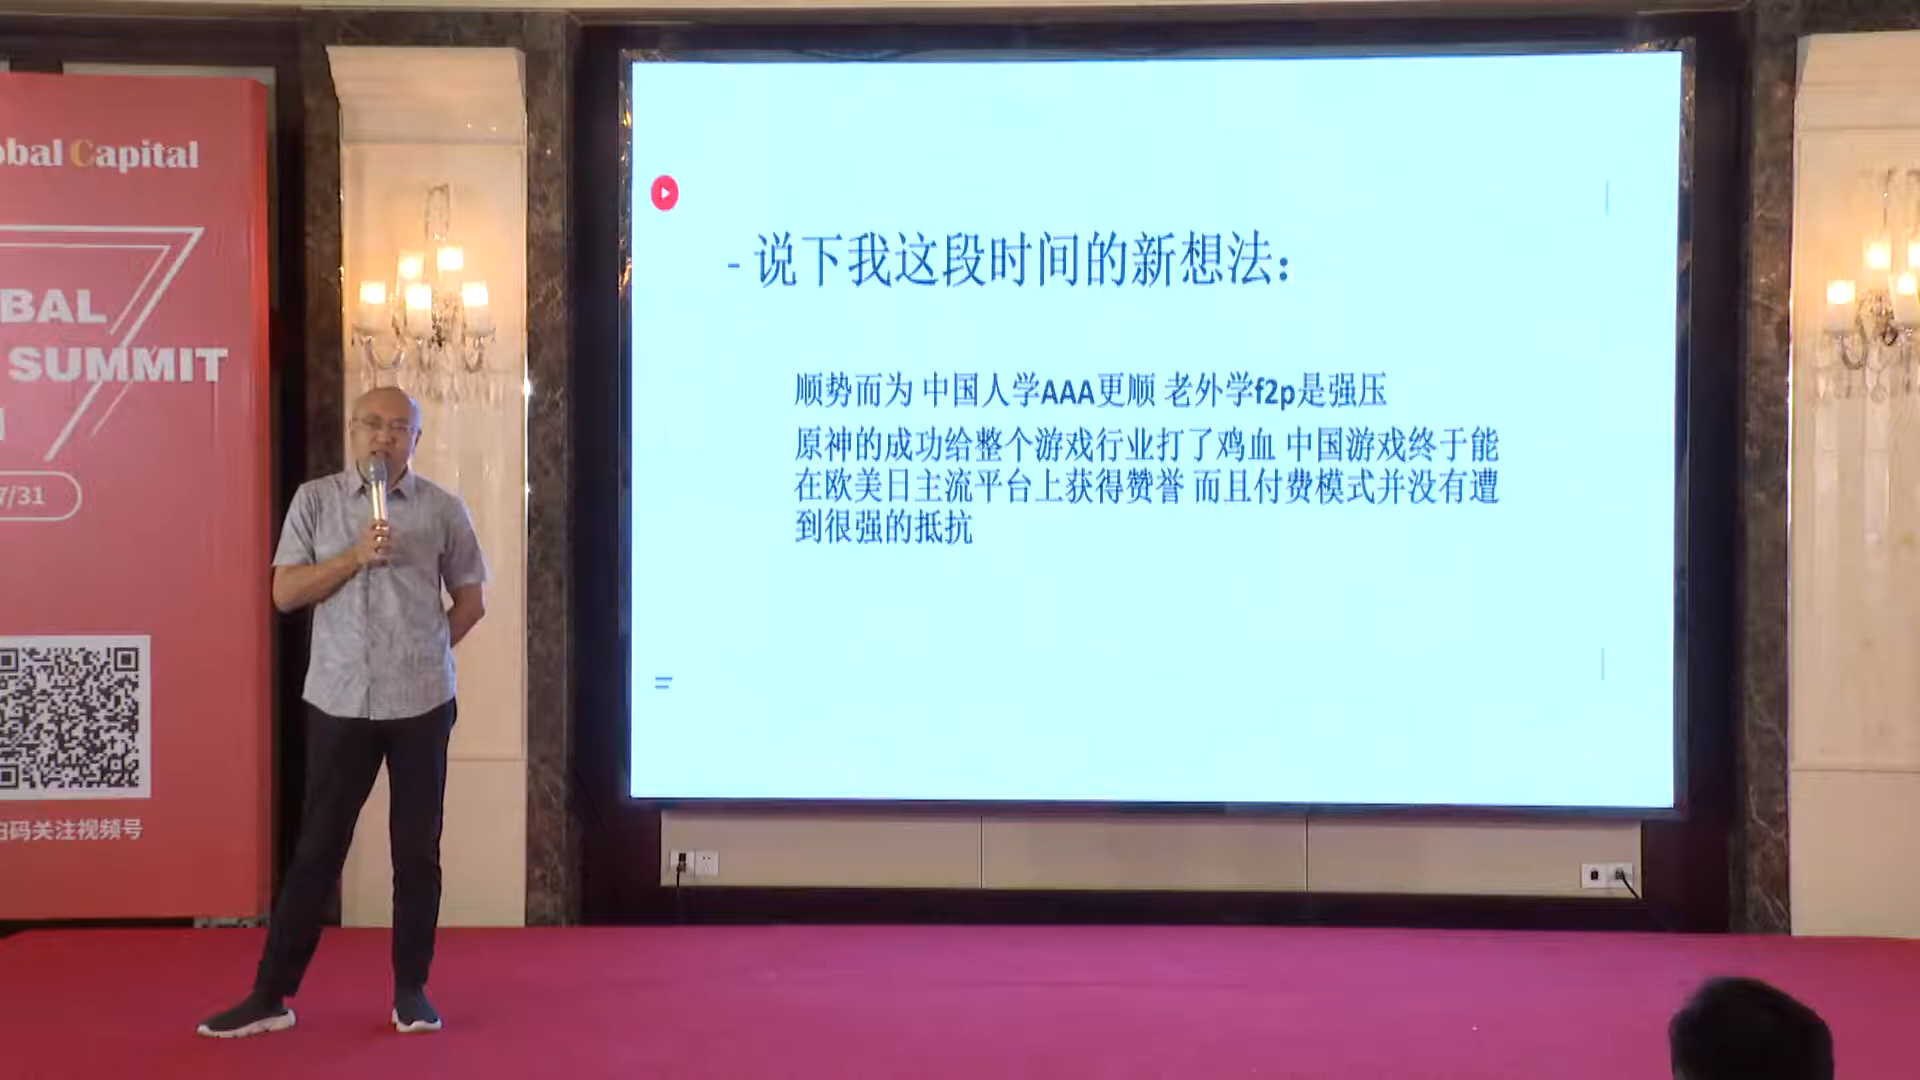 obal Capital
BAL
SUMMIT
7/31
扫码关注视频号
- 说下我这段时间的新想法：
顺势而为 中国人学AAA更顺 老外学f2p是强压
原神的成功给整个游戏行业打了鸡血 中国游戏终于能
在欧美日主流平台上获得赞誉 而且付费模式并没有遭
到很强的抵抗